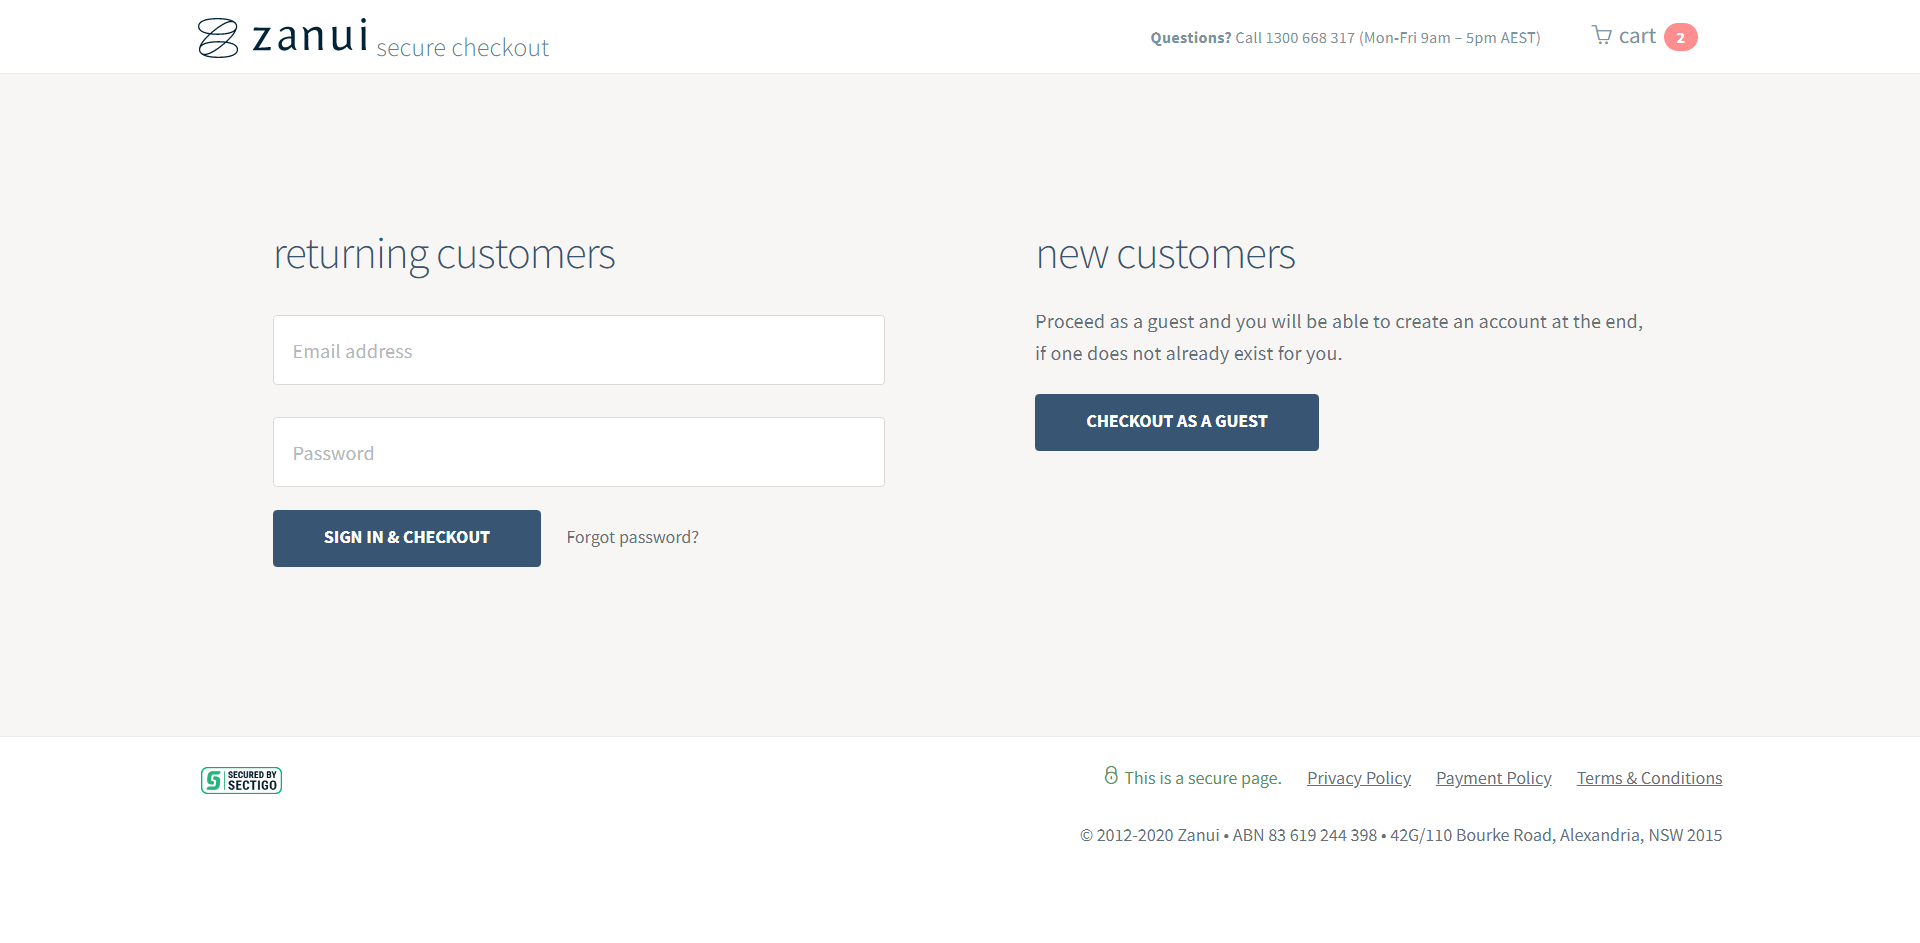 zanui secure checkout
Questions? Call 1300 668 317 (Mon-Fri 9am – 5pm AEST)
cart 2
returning customers
Email address
Password
SIGN IN & CHECKOUT
Forgot password?
new customers
Proceed as a guest and you will be able to create an account at the end,
if one does not already exist for you.
CHECKOUT AS A GUEST
SECURED BY
SECTIGO
This is a secure page. Privacy Policy Payment Policy Terms & Conditions
© 2012-2020 Zanui • ABN 83 619 244 398 • 42G/110 Bourke Road, Alexandria, NSW 2015